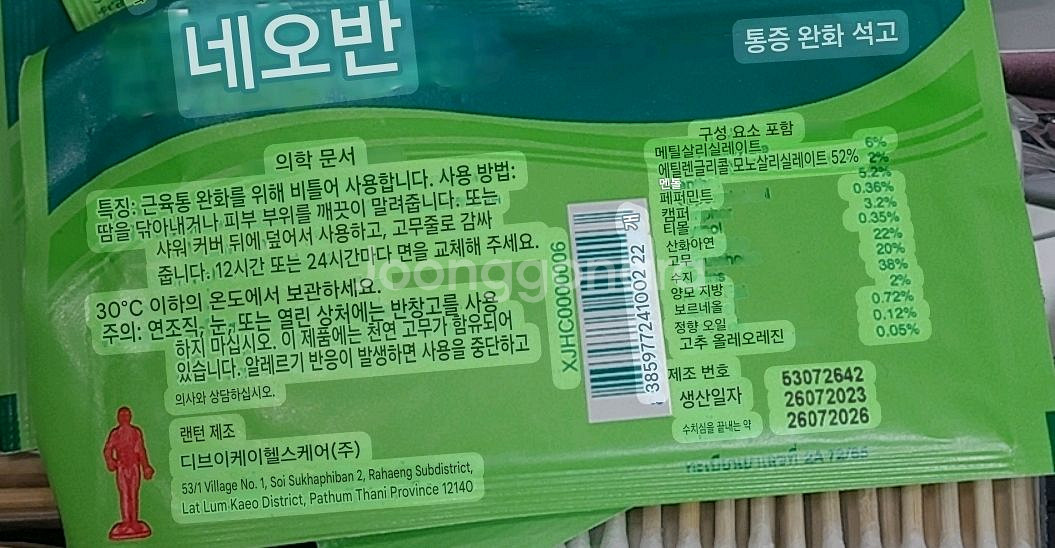 네오반
통증 완화 석고
의학 문서
특징: 근육통 완화를 위해 비틀어 사용합니다. 사용 방법:
땀을 닦아내거나 피부 부위를 깨끗이 말려줍니다. 또는
샤워 커버 뒤에 덮어서 사용하고, 고무줄로 감싸
줍니다. 12시간 또는 24시간마다 면을 교체해 주세요.
30°C 이하의 온도에서 보관하세요.
주의: 연조직, 눈, 또는 열린 상처에는 반창고를 사용
하지 마십시오. 이 제품에는 천연 고무가 함유되어
있습니다. 알레르기 반응이 발생하면 사용을 중단하고
의사와 상담하십시오.
랜턴 제조
디브이케이헬스케어(주)
53/1 Village No. 1, Soi Sukhaphiban 2, Rahaeng Subdistrict,
Lat Lum Kaeo District, Pathum Thani Province 12140
XJHC0000006
8 385977241002 22 개
구성 요소 포함
메틸살리실레이트 6%
에틸렌글리콜 모노살리실레이트 52% 2%
멘톨 5.2%
페퍼민트 0.36%
캠퍼 3.2%
티몰 0.35%
산화아연 22%
고무 20%
수지 38%
양모 지방 2%
보르네올 0.72%
정향 오일 0.12%
고추 올레오레진 0.05%
제조 번호 53072642
생산일자 26072023
수치심을 끝내는 약 26072026
joonggonara